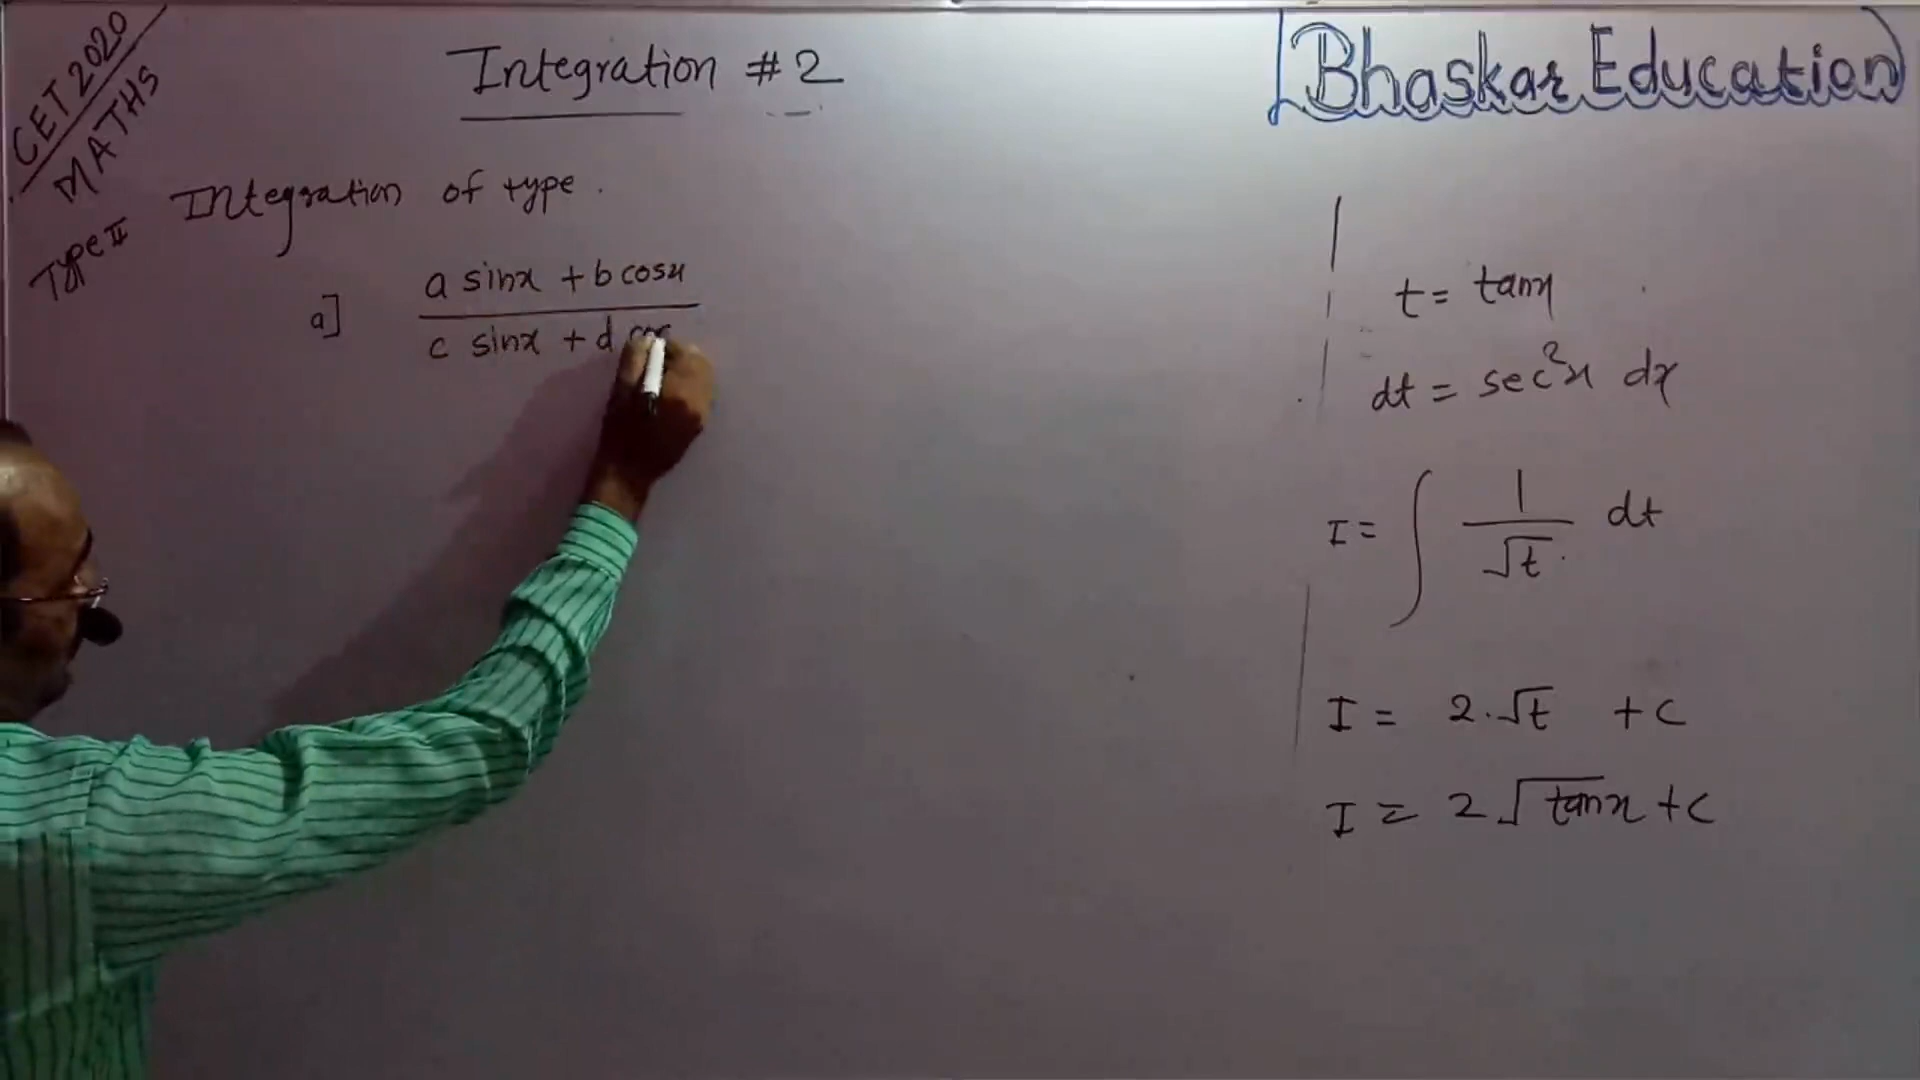 CET 2020
MATHS
Integration #2
[Bhaskar Education]
Type II Integration of type.
a] a sinx + b cosx
c sinx + d cos
t = tanx
dt = sec²x dx
I = ∫ 1/√t dt
I = 2.√t + c
I = 2√tanx + c